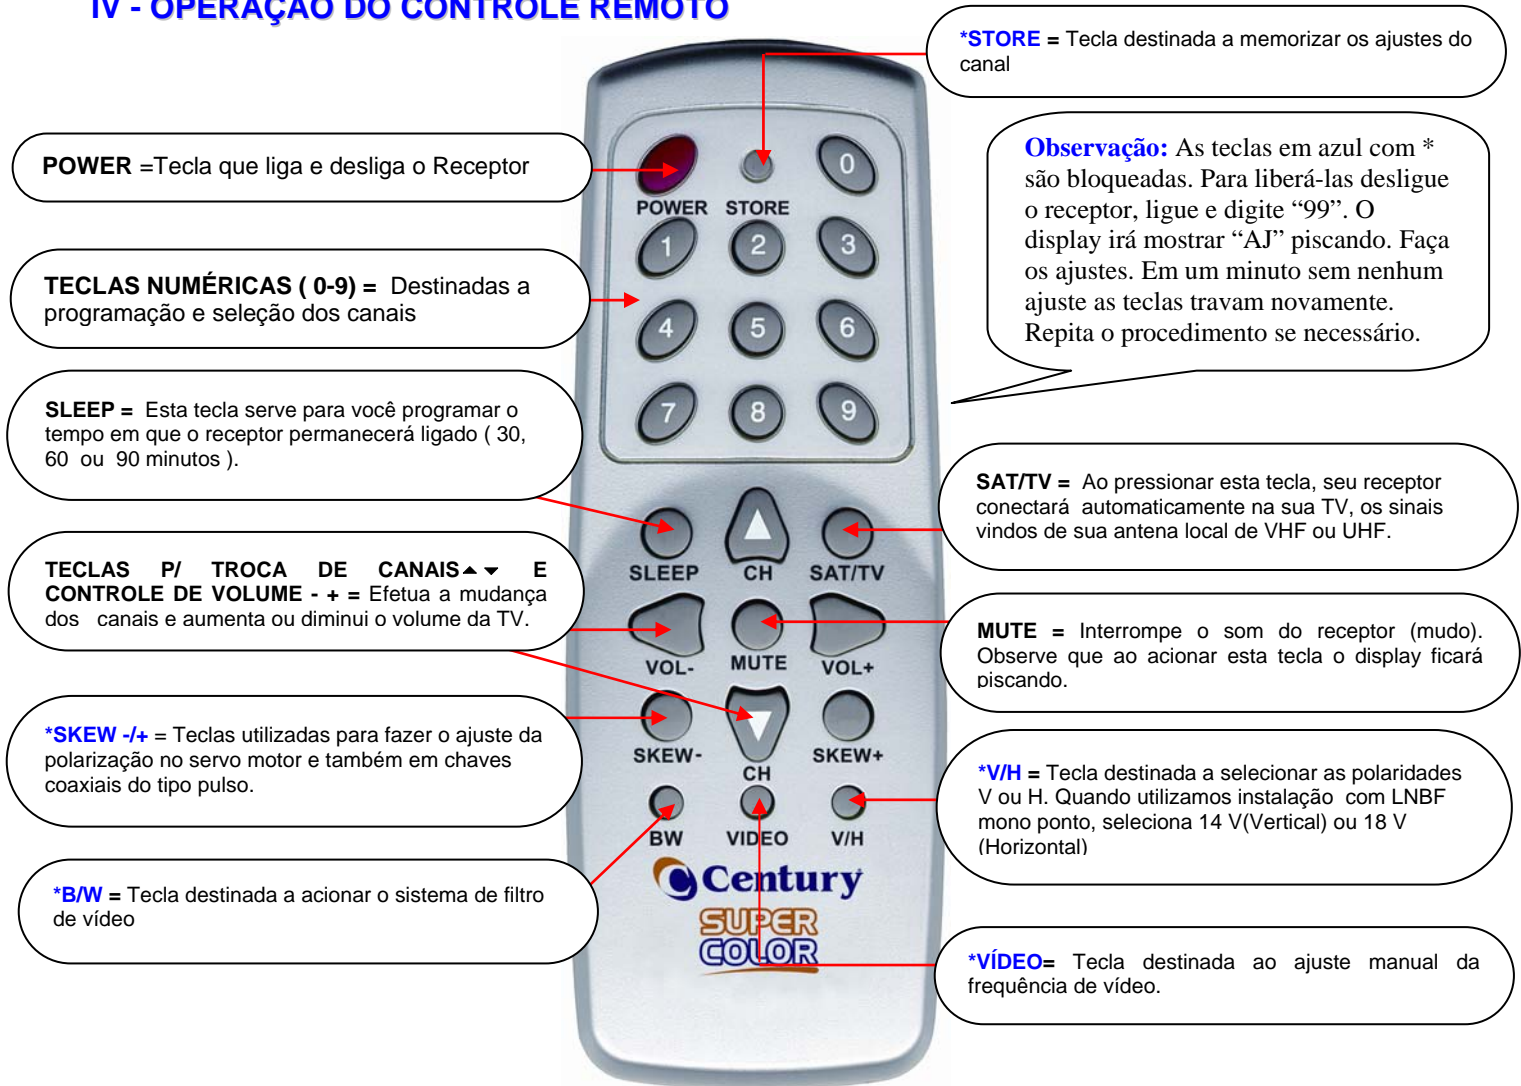 IV - OPERAÇÃO DO CONTROLE REMOTO
*STORE = Tecla destinada a memorizar os ajustes do
canal
POWER =Tecla que liga e desliga o Receptor
Observação: As teclas em azul com *
são bloqueadas. Para liberá-las desligue
o receptor, ligue e digite “99”. O
display irá mostrar “AJ” piscando. Faça
os ajustes. Em um minuto sem nenhum
ajuste as teclas travam novamente.
Repita o procedimento se necessário.
TECLAS NUMÉRICAS ( 0-9) = Destinadas a
programação e seleção dos canais
SLEEP = Esta tecla serve para você programar o
tempo em que o receptor permanecerá ligado ( 30,
60 ou 90 minutos ).
SAT/TV = Ao pressionar esta tecla, seu receptor
conectará automaticamente na sua TV, os sinais
vindos de sua antena local de VHF ou UHF.
TECLAS P/ TROCA DE CANAIS▲▼ E
CONTROLE DE VOLUME - + = Efetua a mudança
dos canais e aumenta ou diminui o volume da TV.
MUTE = Interrompe o som do receptor (mudo).
Observe que ao acionar esta tecla o display ficará
piscando.
*SKEW -/+ = Teclas utilizadas para fazer o ajuste da
polarização no servo motor e também em chaves
coaxiais do tipo pulso.
*V/H = Tecla destinada a selecionar as polaridades
V ou H. Quando utilizamos instalação com LNBF
mono ponto, seleciona 14 V(Vertical) ou 18 V
(Horizontal)
*B/W = Tecla destinada a acionar o sistema de filtro
de vídeo
*VÍDEO= Tecla destinada ao ajuste manual da
frequência de vídeo.
0
POWER STORE
1 2 3
4 5 6
7 8 9
SLEEP CH SAT/TV
VOL- MUTE VOL+
SKEW- CH SKEW+
BW VIDEO V/H
Century
SUPER
COLOR